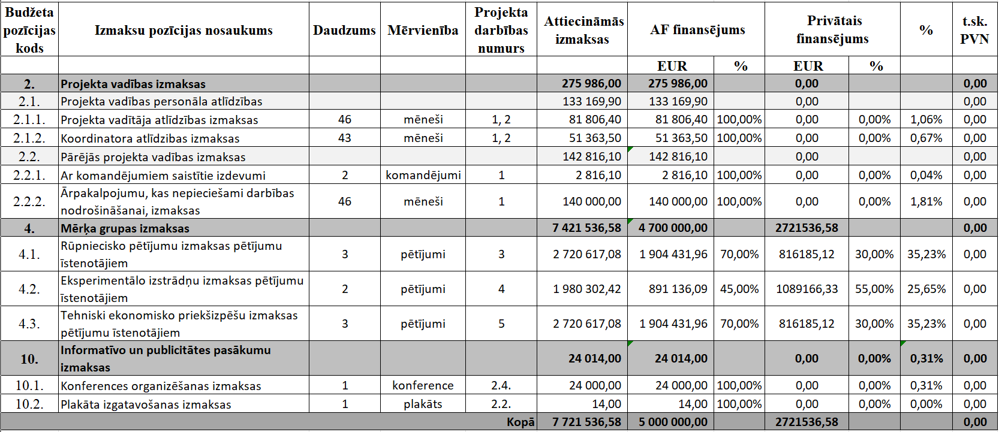 Budžeta pozīcijas kods | Izmaksu pozīcijas nosaukums | Daudzums | Mērvienība | Projekta darbības numurs | Attiecināmās izmaksas | AF finansējums | Privātais finansējums | % | t.sk. PVN
EUR | % | EUR | %
2. | Projekta vadības izmaksas | 275 986,00 | 275 986,00 | 0,00 | 0,00
2.1. | Projekta vadības personāla atlīdzība | 133 169,90 | 133 169,90 | 0,00 | 0,00
2.1.1. | Projekta vadītāja atlīdzības izmaksas | 46 | mēneši | 1, 2 | 81 806,40 | 81 806,40 | 100,00% | 0,00 | 0,00% | 1,06% | 0,00
2.1.2. | Koordinatora atlīdzibas izmaksas | 43 | mēneši | 1, 2 | 51 363,50 | 51 363,50 | 100,00% | 0,00 | 0,00% | 0,67% | 0,00
2.2. | Pārējās projekta vadības izmaksas | 142 816,10 | 142 816,10 | 0,00 | 0,00
2.2.1. | Ar komandējumiem saistītie izdevumi | 2 | komandējumi | 1 | 2 816,10 | 2 816,10 | 100,00% | 0,00 | 0,00% | 0,04% | 0,00
2.2.2. | Ārpakalpojumu, kas nepieciešami darbības nodrošināšanai, izmaksas | 46 | mēneši | 1 | 140 000,00 | 140 000,00 | 100,00% | 0,00 | 0,00% | 1,81% | 0,00
4. | Mērķa grupas izmaksas | 7 421 536,58 | 4 700 000,00 | 2721536,58 | 0,00
4.1. | Rūpniecisko pētījumu izmaksas pētījumu īstenotājiem | 3 | pētījumi | 3 | 2 720 617,08 | 1 904 431,96 | 70,00% | 816185,12 | 30,00% | 35,23% | 0,00
4.2. | Eksperimentālo izstrādņu izmaksas pētījumu īstenotājiem | 2 | pētījumi | 4 | 1 980 302,42 | 891 136,09 | 45,00% | 1089166,33 | 55,00% | 25,65% | 0,00
4.3. | Tehniski ekonomisko priekšizpēšu izmaksas pētījumu īstenotājiem | 3 | pētījumi | 5 | 2 720 617,08 | 1 904 431,96 | 70,00% | 816185,12 | 30,00% | 35,23% | 0,00
10. | Informatīvo un publicitātes pasākumu izmaksas | 24 014,00 | 24 014,00 | 0,00 | 0,00% | 0,31% | 0,00
10.1. | Konferences organizēšanas izmaksas | 1 | konference | 2.4. | 24 000,00 | 24 000,00 | 100,00% | 0,00 | 0,00% | 0,31% | 0,00
10.2. | Plakāta izgatavošanas izmaksas | 1 | plakāts | 2.2. | 14,00 | 14,00 | 100,00% | 0,00 | 0,00% | 0,00% | 0,00
Kopā | 7 721 536,58 | 5 000 000,00 | 2721536,58 | 0,00